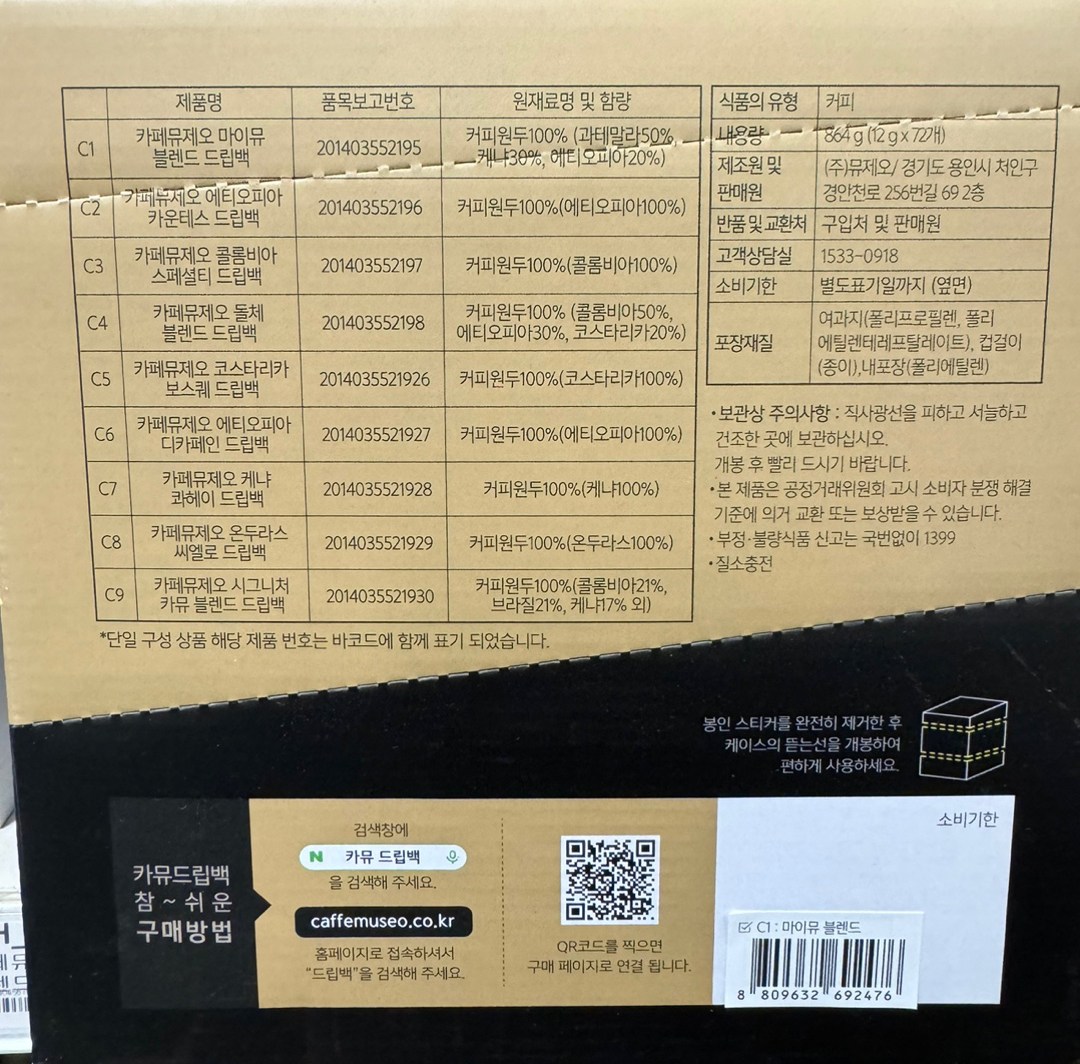 제품명 품목보고번호 원재료명 및 함량
C1 카페뮤제오 마이뮤 블렌드 드립백 201403552195 커피원두100% (과테말라50%, 케냐30%, 에티오피아20%)
C2 카페뮤제오 에티오피아 카운테스 드립백 201403552196 커피원두100%(에티오피아100%)
C3 카페뮤제오 콜롬비아 스페셜티 드립백 201403552197 커피원두100%(콜롬비아100%)
C4 카페뮤제오 돌체 블렌드 드립백 201403552198 커피원두100% (콜롬비아50%, 에티오피아30%, 코스타리카20%)
C5 카페뮤제오 코스타리카 보스퀘 드립백 2014035521926 커피원두100%(코스타리카100%)
C6 카페뮤제오 에티오피아 디카페인 드립백 2014035521927 커피원두100%(에티오피아100%)
C7 카페뮤제오 케냐 콰헤이 드립백 2014035521928 커피원두100%(케냐100%)
C8 카페뮤제오 온두라스 씨엘로 드립백 2014035521929 커피원두100%(온두라스100%)
C9 카페뮤제오 시그니처 카뮤 블렌드 드립백 2014035521930 커피원두100%(콜롬비아21%, 브라질21%, 케냐17% 외)
*단일 구성 상품 해당 제품 번호는 바코드에 함께 표기 되었습니다.
식품의 유형 커피
내용량 864 g (12 g x 72개)
제조원 및 판매원 (주)뮤제오/ 경기도 용인시 처인구 경안천로 256번길 69 2층
반품 및 교환처 구입처 및 판매원
고객상담실 1533-0918
소비기한 별도표기일까지 (옆면)
포장재질 여과지(폴리프로필렌, 폴리
에틸렌테레프탈레이트), 컵걸이
(종이),내포장(폴리에틸렌)
•보관상 주의사항 : 직사광선을 피하고 서늘하고
건조한 곳에 보관하십시오.
개봉 후 빨리 드시기 바랍니다.
•본 제품은 공정거래위원회 고시 소비자 분쟁 해결
기준에 의거 교환 또는 보상받을 수 있습니다.
•부정·불량식품 신고는 국번없이 1399
•질소충전
봉인 스티커를 완전히 제거한 후
케이스의 뜯는선을 개봉하여
편하게 사용하세요.
카뮤드립백
참 ~ 쉬 운
구매방법
검색창에
N 카뮤 드립백
을 검색해 주세요.
caffemuseo.co.kr
홈페이지로 접속하셔서
"드립백"을 검색해 주세요.
QR코드를 찍으면
구매 페이지로 연결 됩니다.
소비기한
C1 : 마이뮤 블렌드
8 809632 692476